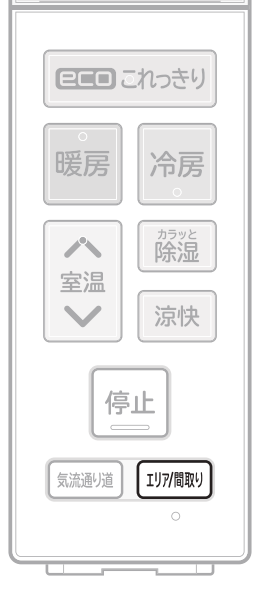 eco これっきり
暖房 冷房
室温
カラッと
除湿
涼快
停止
気流通り道 エリア/間取り